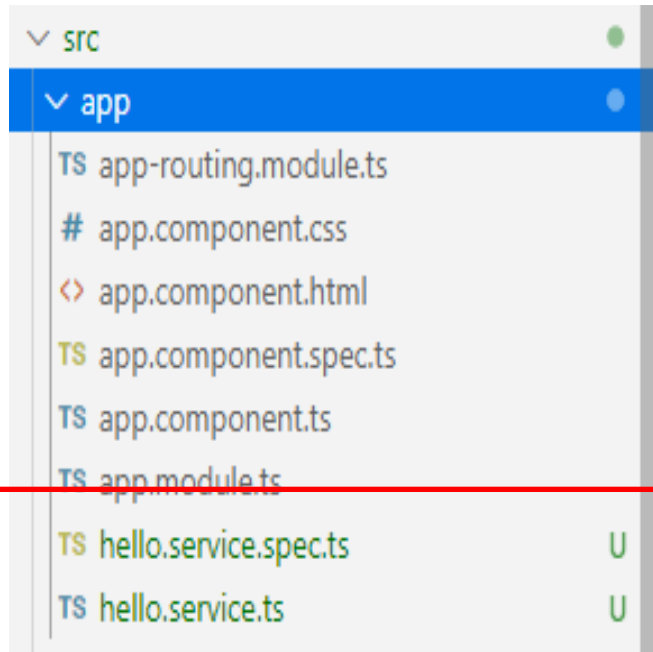 src
app
TS app-routing.module.ts
# app.component.css
<> app.component.html
TS app.component.spec.ts
TS app.component.ts
TS app.module.ts
TS hello.service.spec.ts U
TS hello.service.ts U